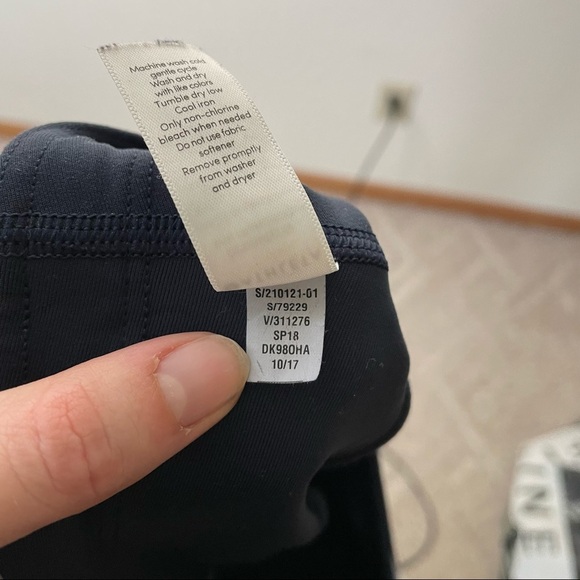 Machine wash cold
gentle cycle
Wash and dry
with like colors
Tumble dry low
Cool iron
Only non-chlorine
bleach when needed
Do not use fabric
softener
Remove promptly
from washer
and dryer
S/210121-01
S/79229
V/311276
SP18
DK980HA
10/17
INE